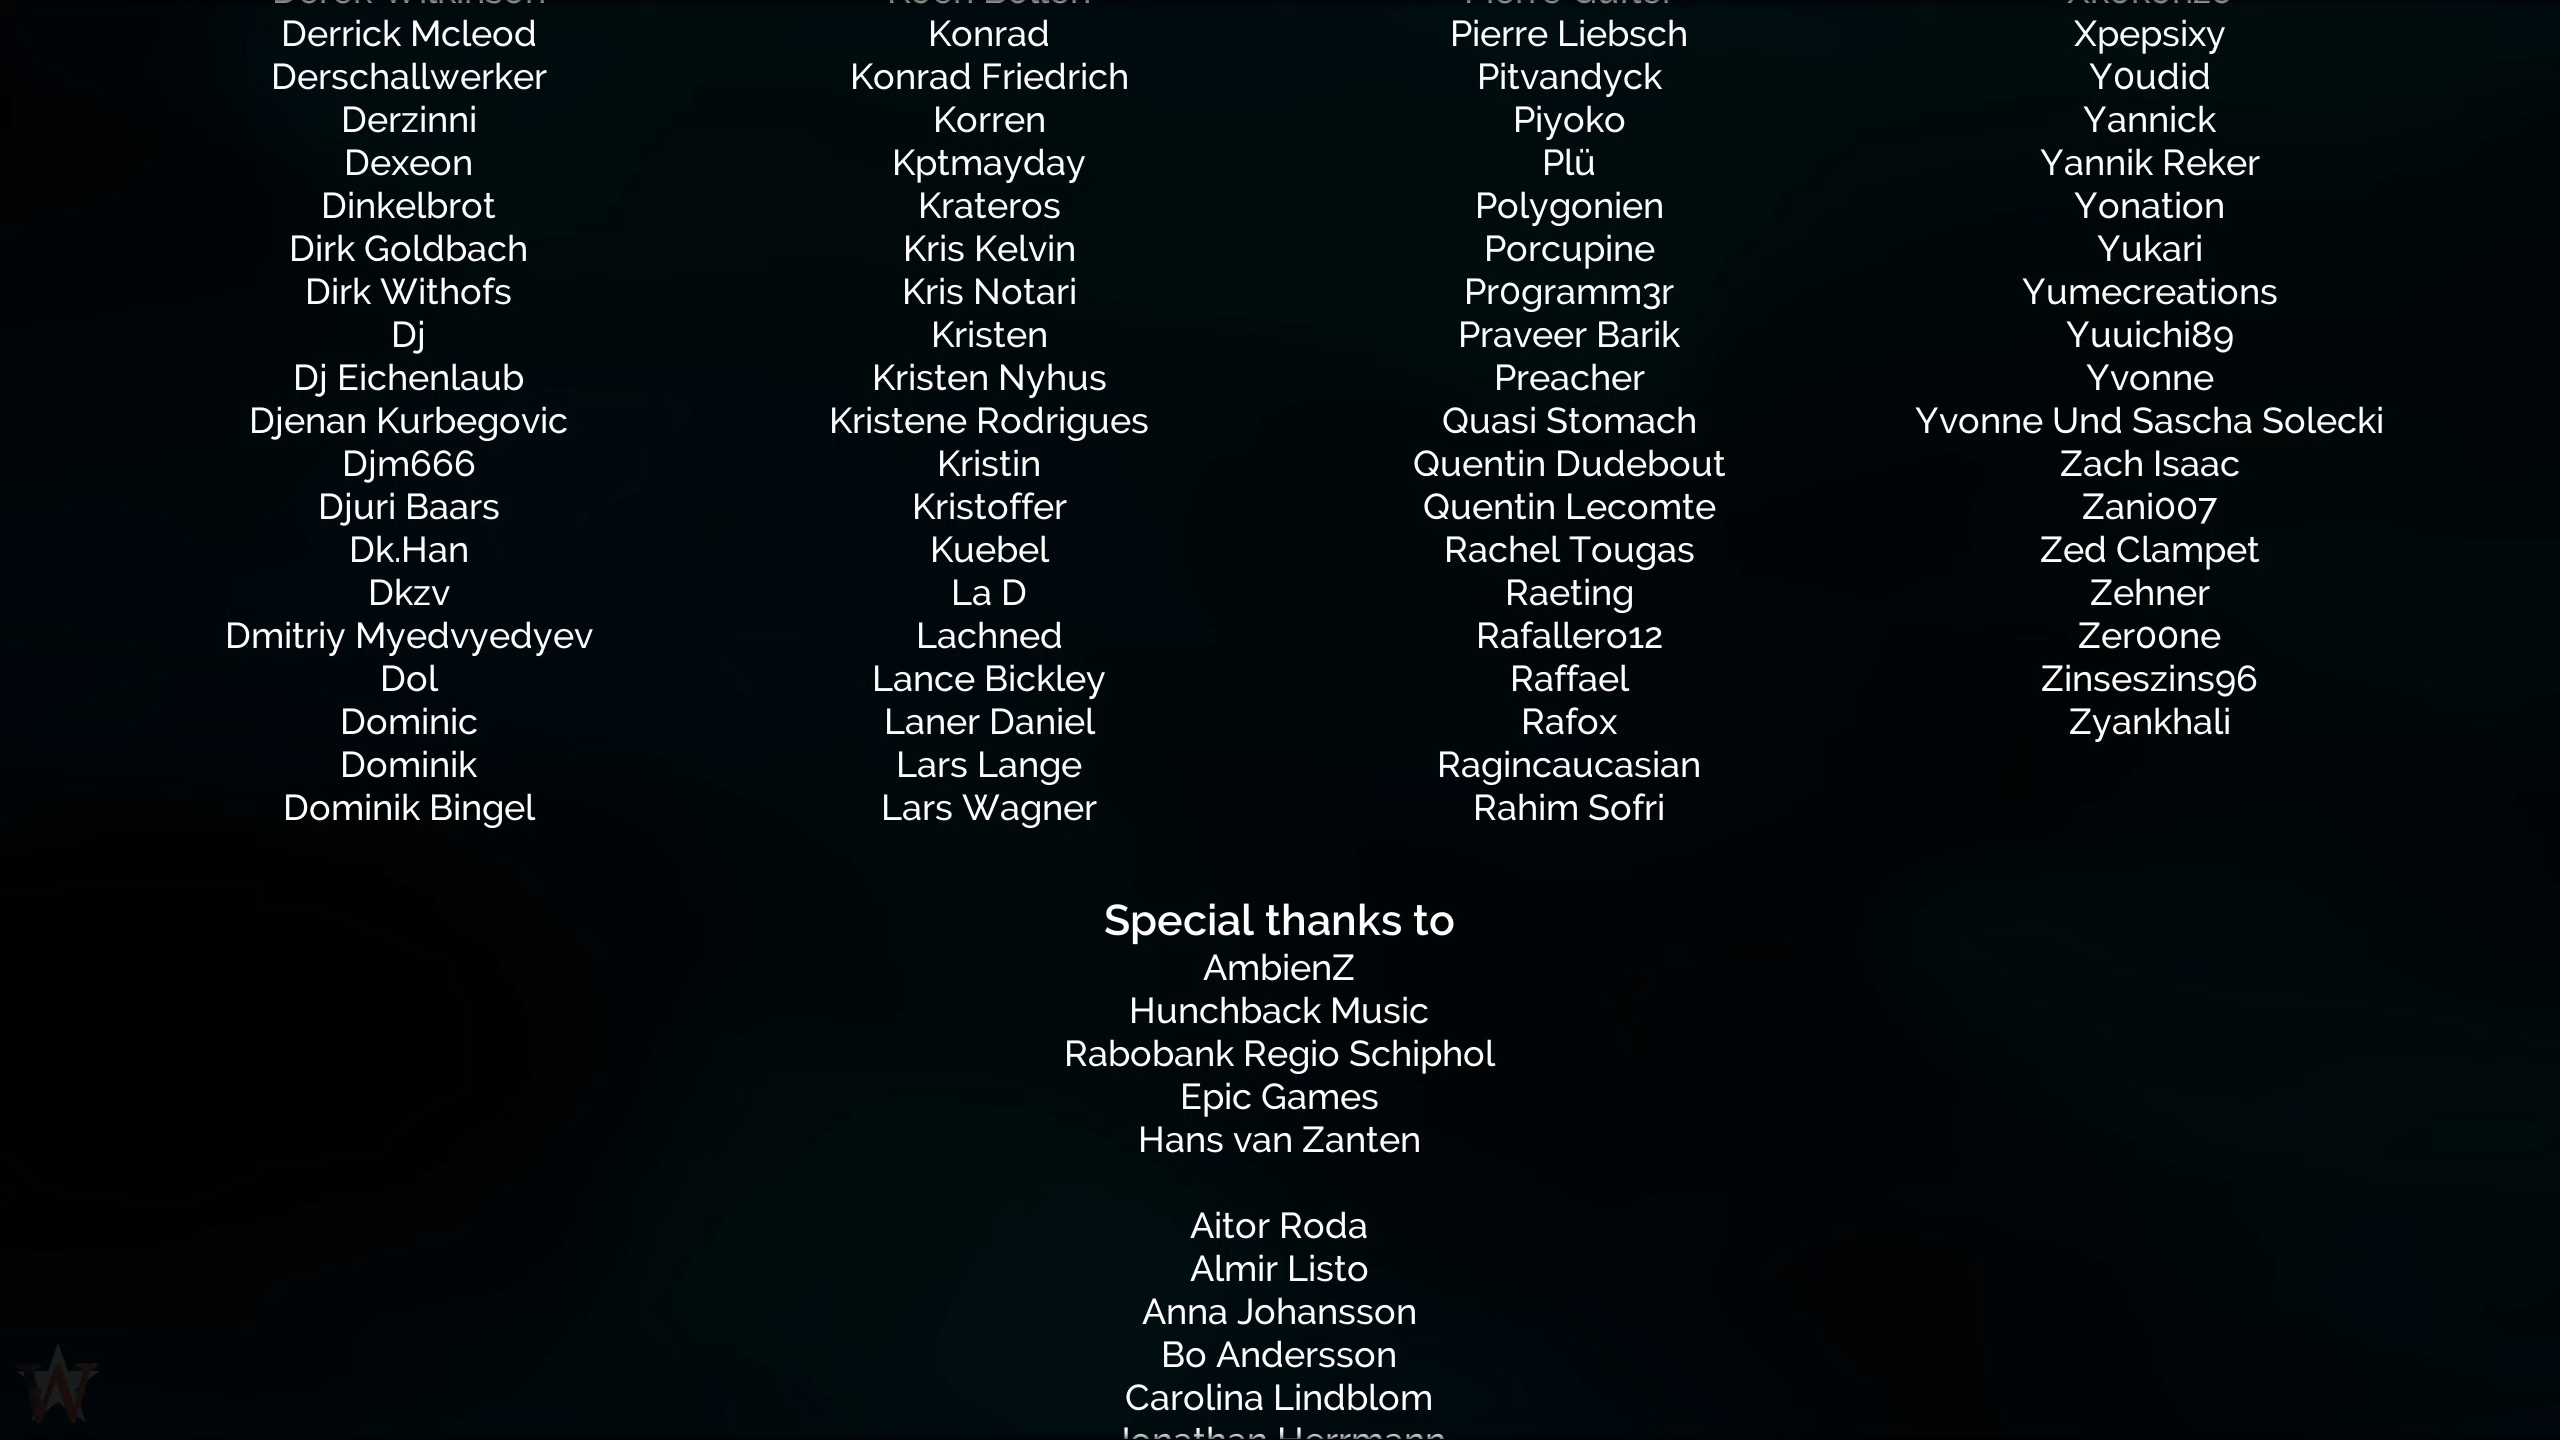 Derrick Mcleod
Derschallwerker
Derzinni
Dexeon
Dinkelbrot
Dirk Goldbach
Dirk Withofs
Dj
Dj Eichenlaub
Djenan Kurbegovic
Djm666
Djuri Baars
Dk.Han
Dkzv
Dmitriy Myedvyedyev
Dol
Dominic
Dominik
Dominik Bingel
Konrad
Konrad Friedrich
Korren
Kptmayday
Krateros
Kris Kelvin
Kris Notari
Kristen
Kristen Nyhus
Kristene Rodrigues
Kristin
Kristoffer
Kuebel
La D
Lachned
Lance Bickley
Laner Daniel
Lars Lange
Lars Wagner
Pierre Liebsch
Pitvandyck
Piyoko
Plü
Polygonien
Porcupine
Pr0gramm3r
Praveer Barik
Preacher
Quasi Stomach
Quentin Dudebout
Quentin Lecomte
Rachel Tougas
Raeting
Rafallero12
Raffael
Rafox
Ragincaucasian
Rahim Sofri
Xpepsixy
Y0udid
Yannick
Yannik Reker
Yonation
Yukari
Yumecreations
Yuuichi89
Yvonne
Yvonne Und Sascha Solecki
Zach Isaac
Zani007
Zed Clampet
Zehner
Zer00ne
Zinseszins96
Zyankhali
Special thanks to
AmbienZ
Hunchback Music
Rabobank Regio Schiphol
Epic Games
Hans van Zanten
Aitor Roda
Almir Listo
Anna Johansson
Bo Andersson
Carolina Lindblom
Jonathan Herrmann